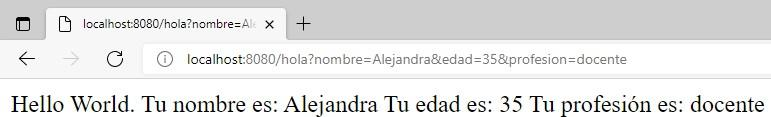 localhost:8080/hola?nombre=Ale
localhost:8080/hola?nombre=Alejandra&edad=35&profesion=docente
Hello World. Tu nombre es: Alejandra Tu edad es: 35 Tu profesión es: docente